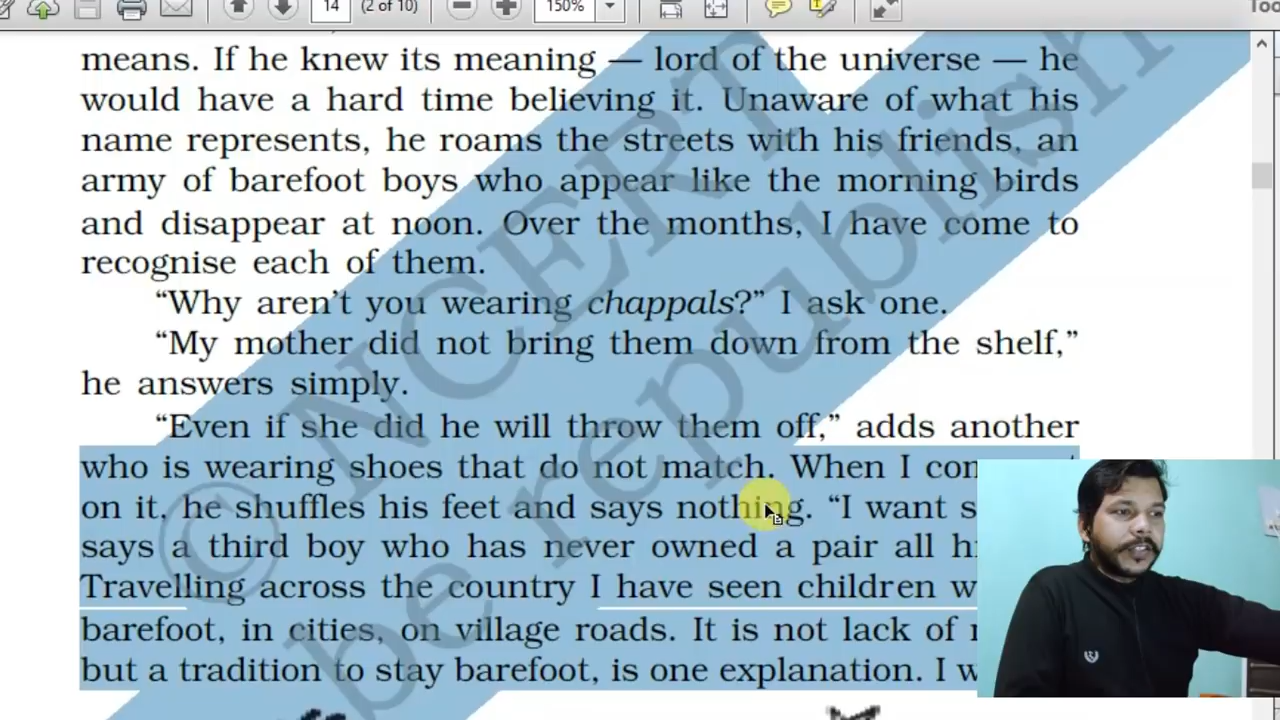 14 (2 of 10) 150% Too
means. If he knew its meaning — lord of the universe — he
would have a hard time believing it. Unaware of what his
name represents, he roams the streets with his friends, an
army of barefoot boys who appear like the morning birds
and disappear at noon. Over the months, I have come to
recognise each of them.
“Why aren’t you wearing chappals?” I ask one.
“My mother did not bring them down from the shelf,”
he answers simply.
“Even if she did he will throw them off,” adds another
who is wearing shoes that do not match. When I
on it, he shuffles his feet and says nothing. “I want
says a third boy who has never owned a pair all
Travelling across the country I have seen children
barefoot, in cities, on village roads. It is not lack of
but a tradition to stay barefoot, is one explanation. I
© NCERT
be republish